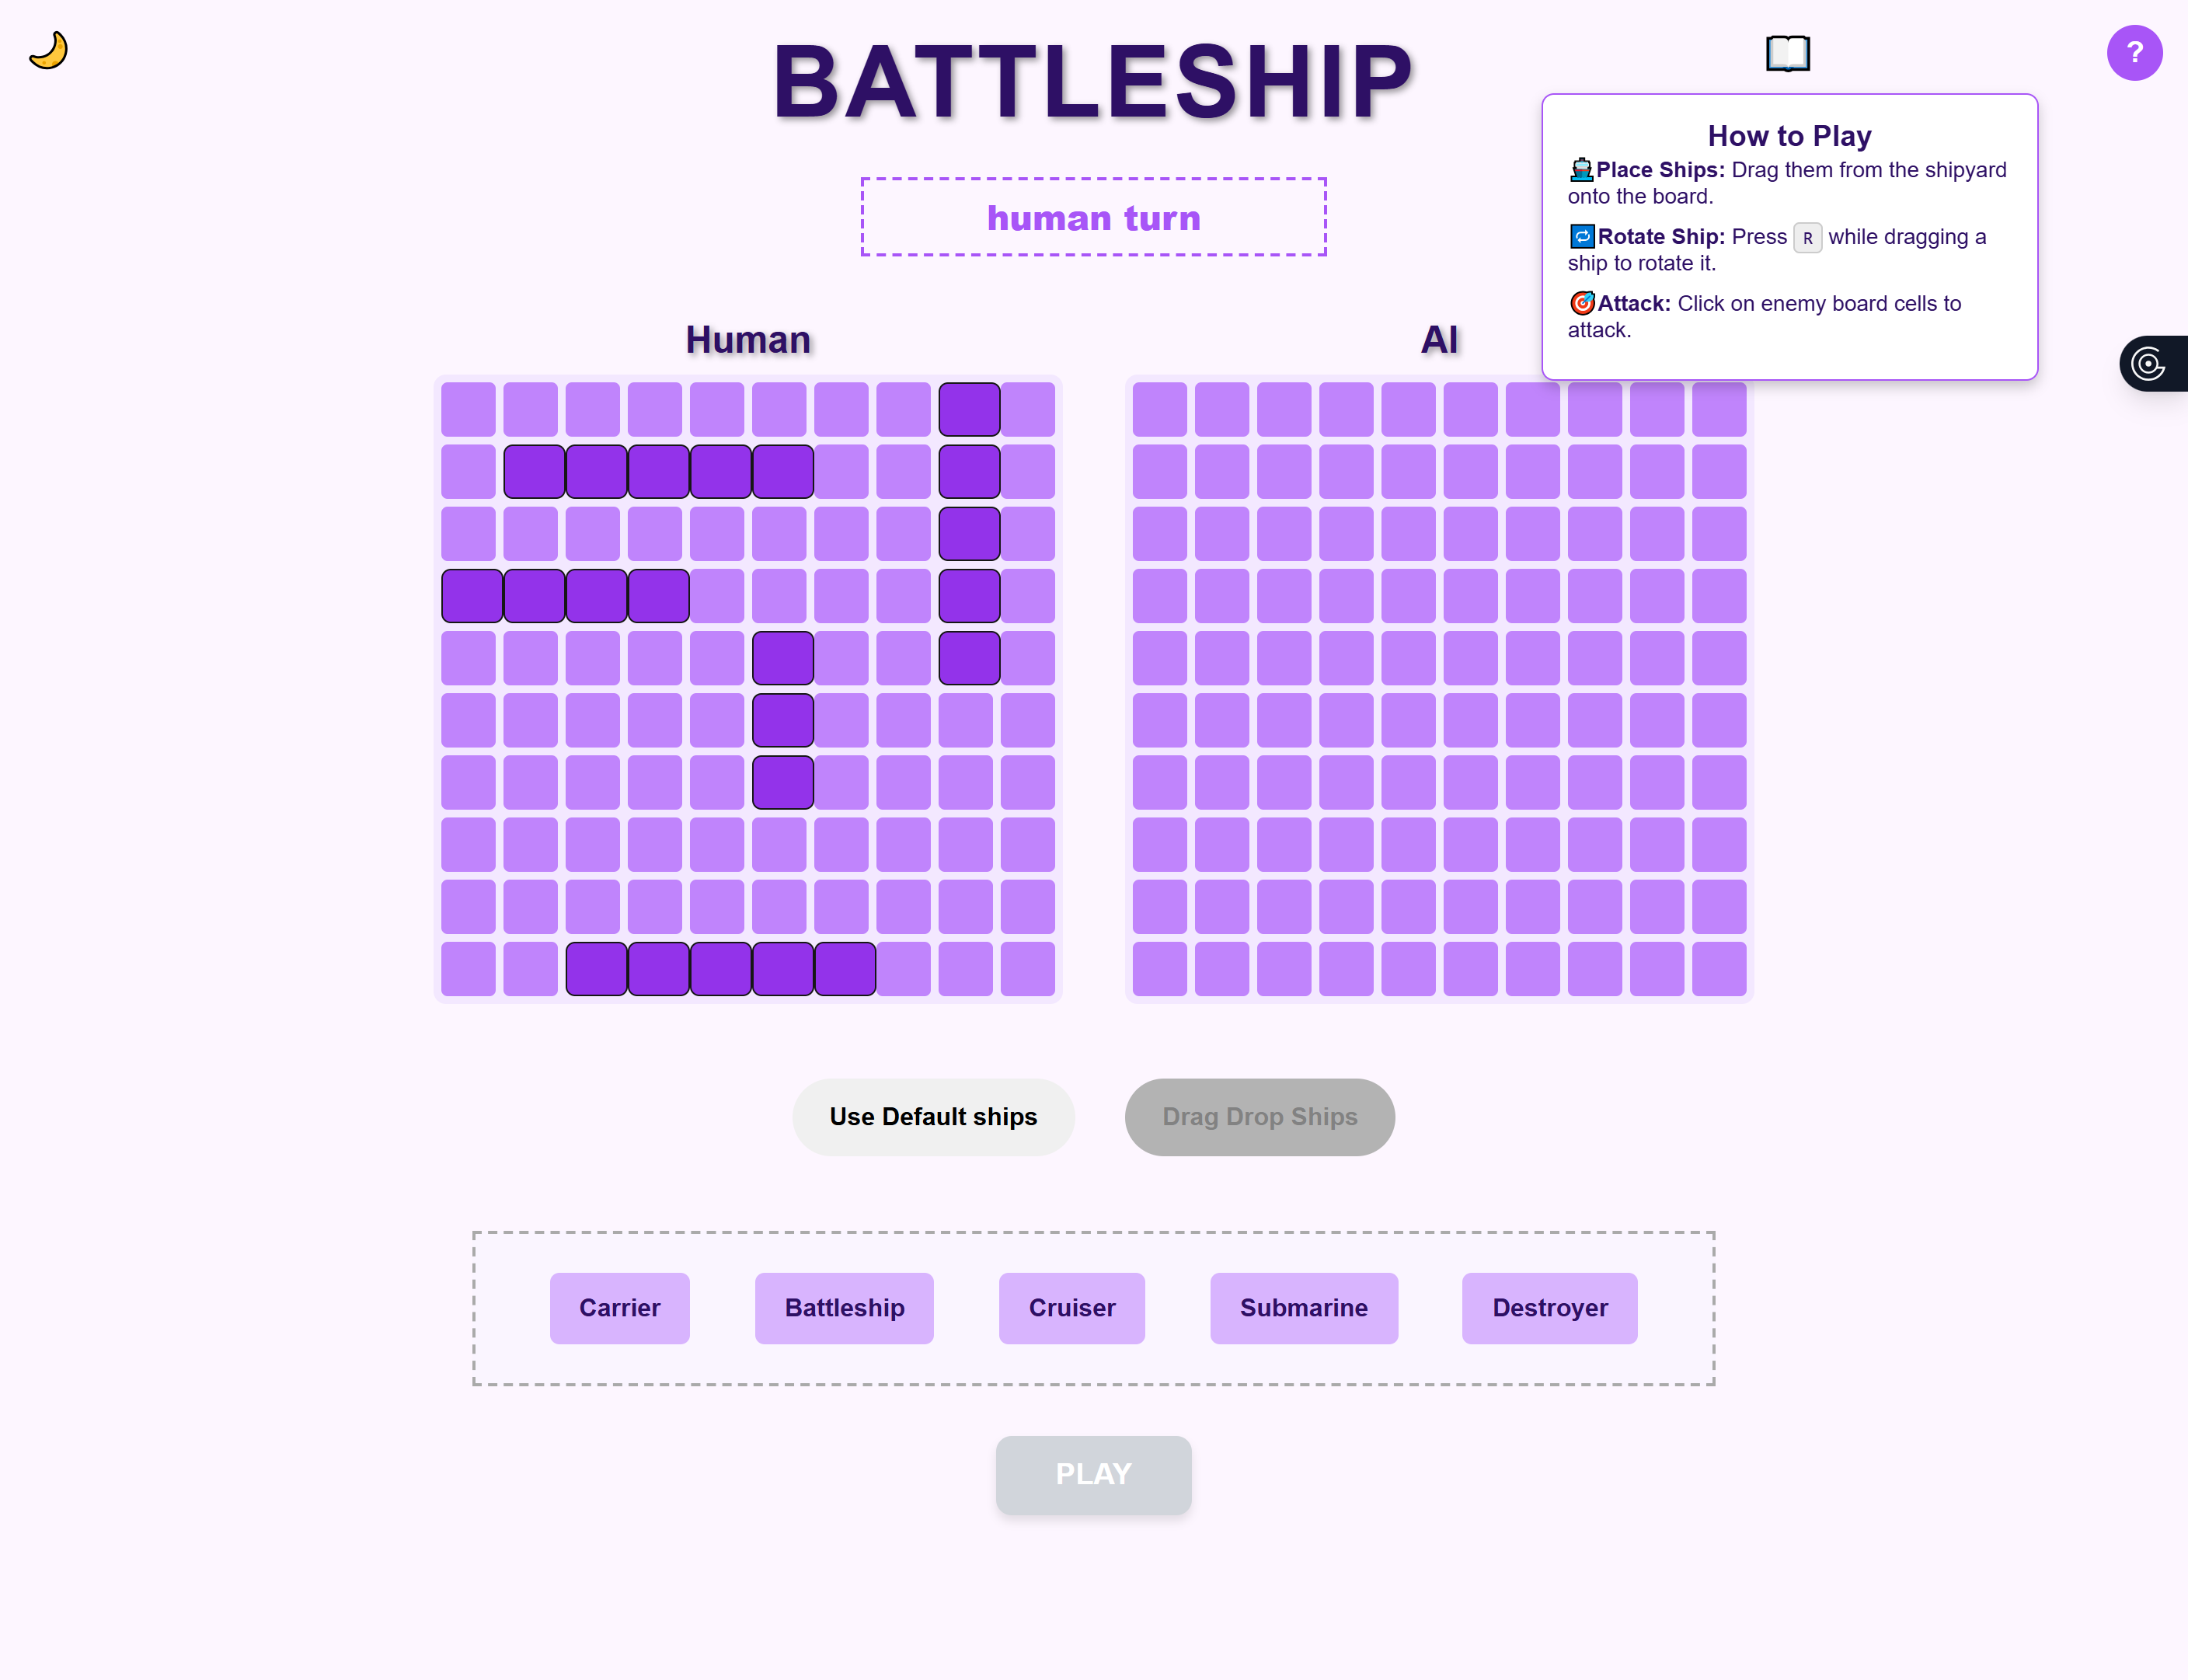 BATTLESHIP
?
How to Play
Place Ships: Drag them from the shipyard
onto the board.
Rotate Ship: Press R while dragging a
ship to rotate it.
Attack: Click on enemy board cells to
attack.
human turn
Human
AI
Use Default ships
Drag Drop Ships
Carrier
Battleship
Cruiser
Submarine
Destroyer
PLAY